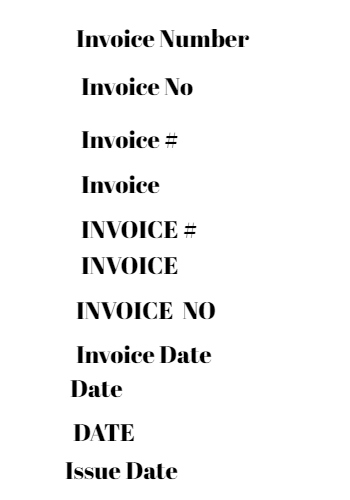 Invoice Number
Invoice No
Invoice #
Invoice
INVOICE #
INVOICE
INVOICE NO
Invoice Date
Date
DATE
Issue Date